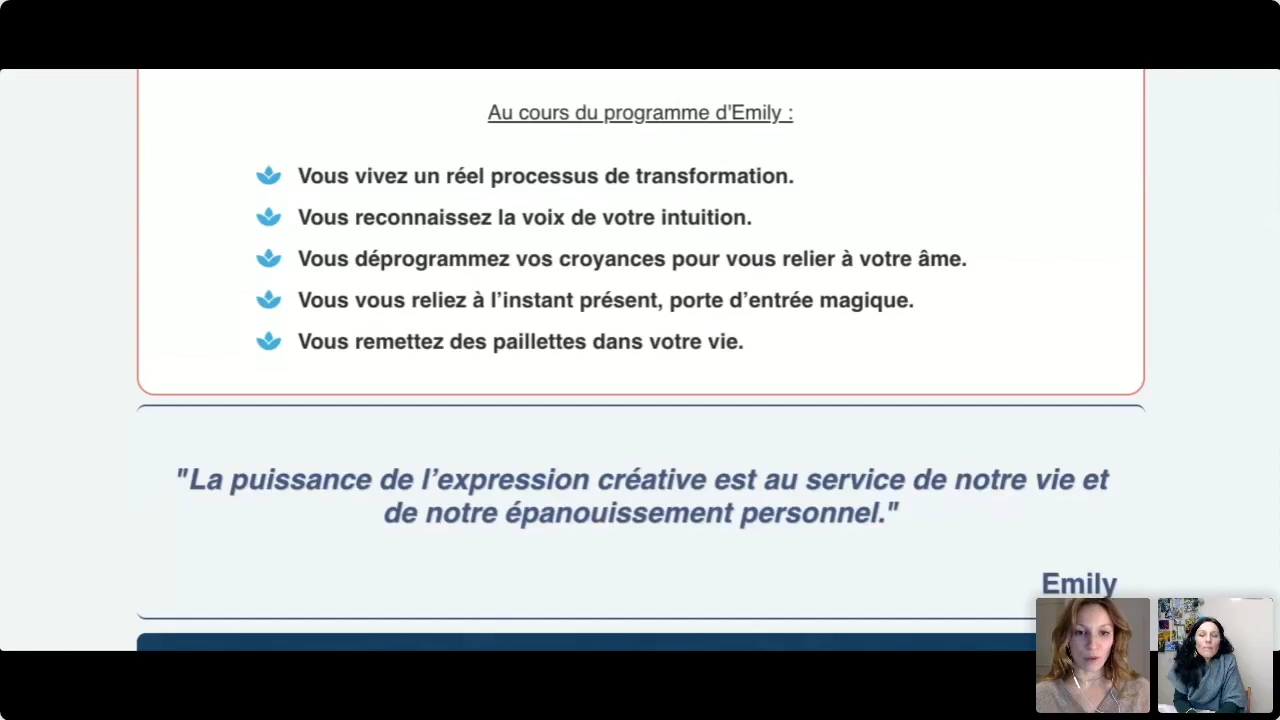 Au cours du programme d'Emily :
Vous vivez un réel processus de transformation.
Vous reconnaissez la voix de votre intuition.
Vous déprogrammez vos croyances pour vous relier à votre âme.
Vous vous reliez à l’instant présent, porte d’entrée magique.
Vous remettez des paillettes dans votre vie.
"La puissance de l’expression créative est au service de notre vie et
de notre épanouissement personnel."
Emily